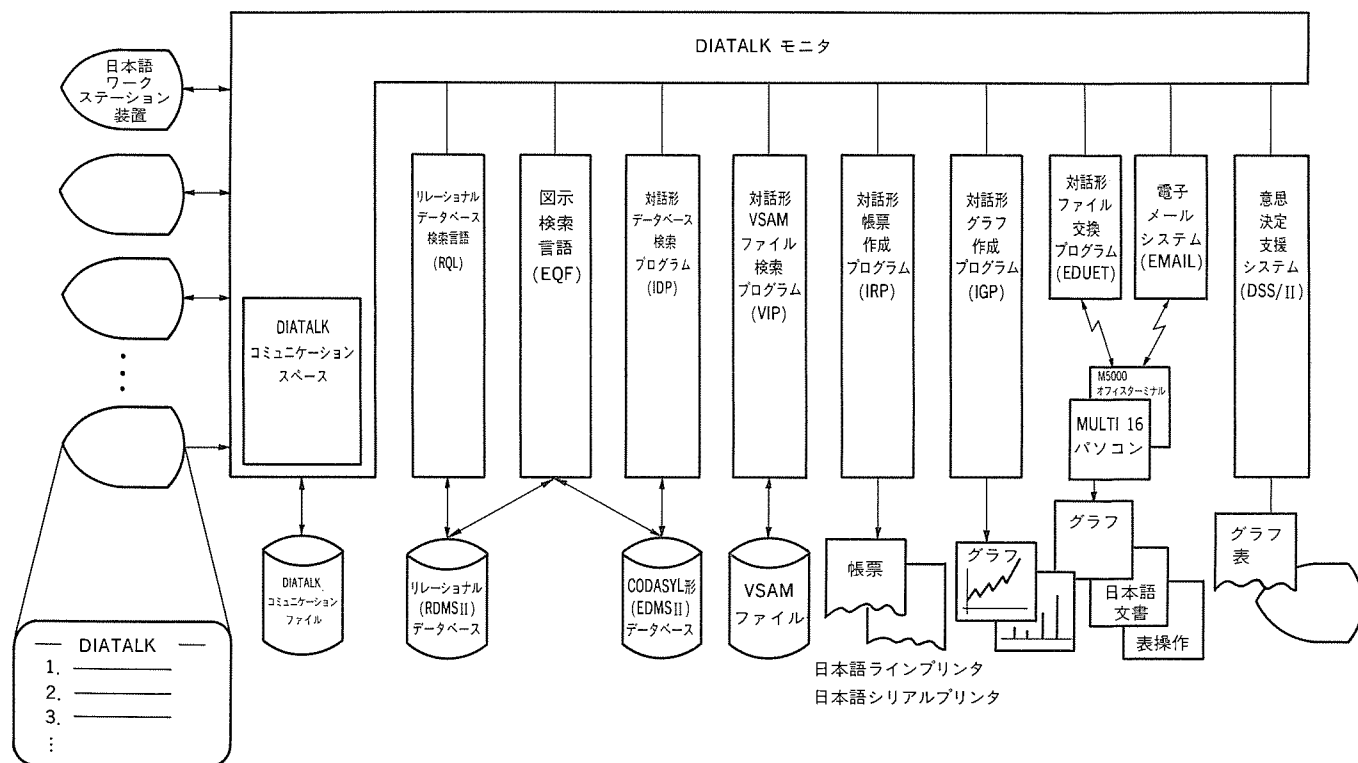 DIATALK モニタ
日本語
ワーク
ステーション
装置
DIATALK
コミュニケーション
スペース
リレーショナル
データベース
検索言語
(RQL)
図示
検索
言語
(EQF)
対話形
データベース
検索
プログラム
(IDP)
対話形
VSAM
ファイル
検索
プログラム
(VIP)
対話形
帳票
作成
プログラム
(IRP)
対話形
グラフ
作成
プログラム
(IGP)
対話形
ファイル
交換
プログラム
(EDUET)
電子
メール
システム
(EMAIL)
意思
決定
支援
システム
(DSS/II)
M5000
オフィスターミナル
MULTI 16
パソコン
DIATALK
コミュニケーション
ファイル
リレーショナル
(RDMSII)
データベース
CODASYL形
(EDMSII)
データベース
VSAM
ファイル
帳票
日本語ラインプリンタ
日本語シリアルプリンタ
グラフ
グラフ
日本語
文書
表操作
グラフ
表
DIATALK
1.
2.
3.
⋮